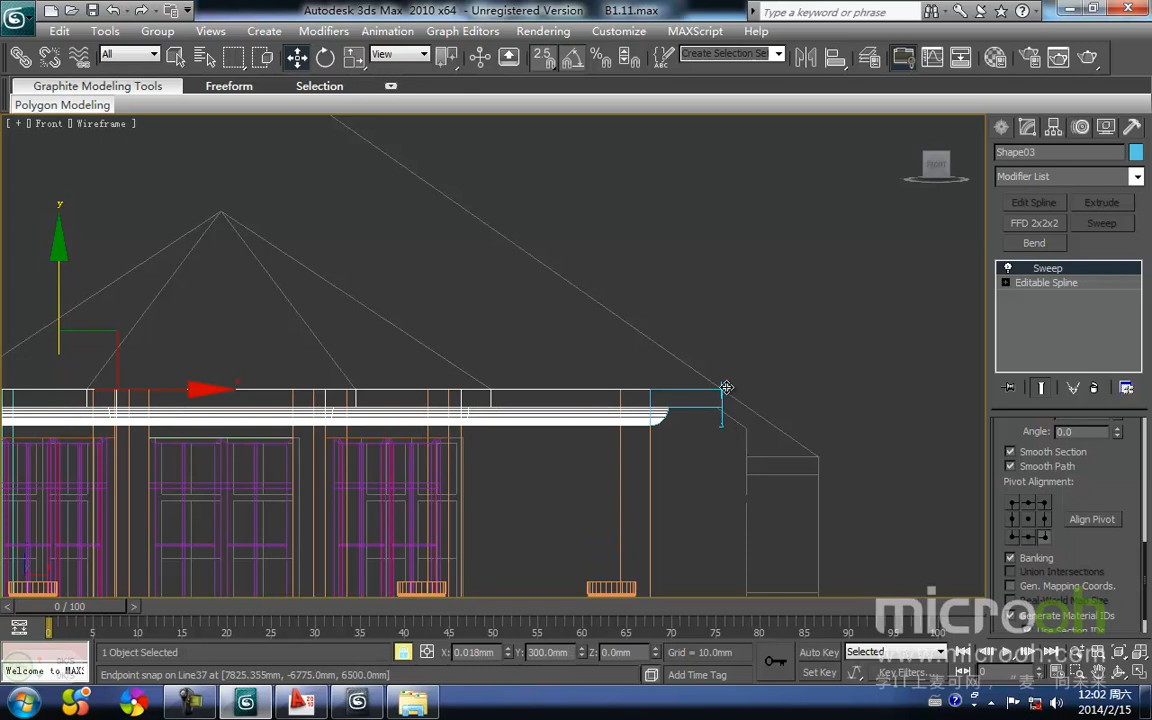 Autodesk 3ds Max 2010 x64 - Unregistered Version B1.11.max
Type a keyword or phrase
Edit Tools Group Views Create Modifiers Animation Graph Editors Rendering Customize MAXScript Help
All View 2.5 Create Selection Se
Graphite Modeling Tools Freeform Selection
Polygon Modeling
[ + ] Front [] Wireframe ]
FRONT
y
x
Shape03
Modifier List
Edit Spline Extrude
FFD 2x2x2 Sweep
Bend
Sweep
Editable Spline
Angle: 0.0
Smooth Section
Smooth Path
Pivot Alignment:
Align Pivot
Banking
Union Intersections
Gen. Mapping Coords.
Generate Material IDs
microoh
www.microoh.com
0 / 100
0 5 10 15 20 25 30 35 40 45 50 55 60 65 70 75 80 85 90 95 100
1 Object Selected X: 0.018mm Y: 300.0mm Z: 0.0mm Grid = 10.0mm Auto Key Selected
Welcome to MAX: Endpoint snap on Line37 at [7825.355mm, -6775.0mm, 6500.0mm] Add Time Tag Set Key Key Filters... 0
12:02 周六
2014/2/15